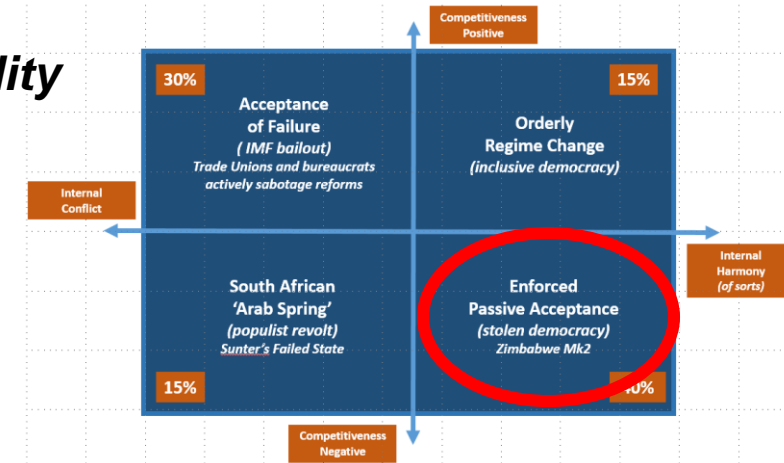 Competitiveness
Positive
lity
30%
15%
Acceptance
of Failure
( IMF bailout)
Trade Unions and bureaucrats
actively sabotage reforms
Orderly
Regime Change
(inclusive democracy)
Internal
Conflict
Internal
Harmony
(of sorts)
South African
‘Arab Spring’
(populist revolt)
Sunter’s Failed State
Enforced
Passive Acceptance
(stolen democracy)
Zimbabwe Mk2
15%
40%
Competitiveness
Negative